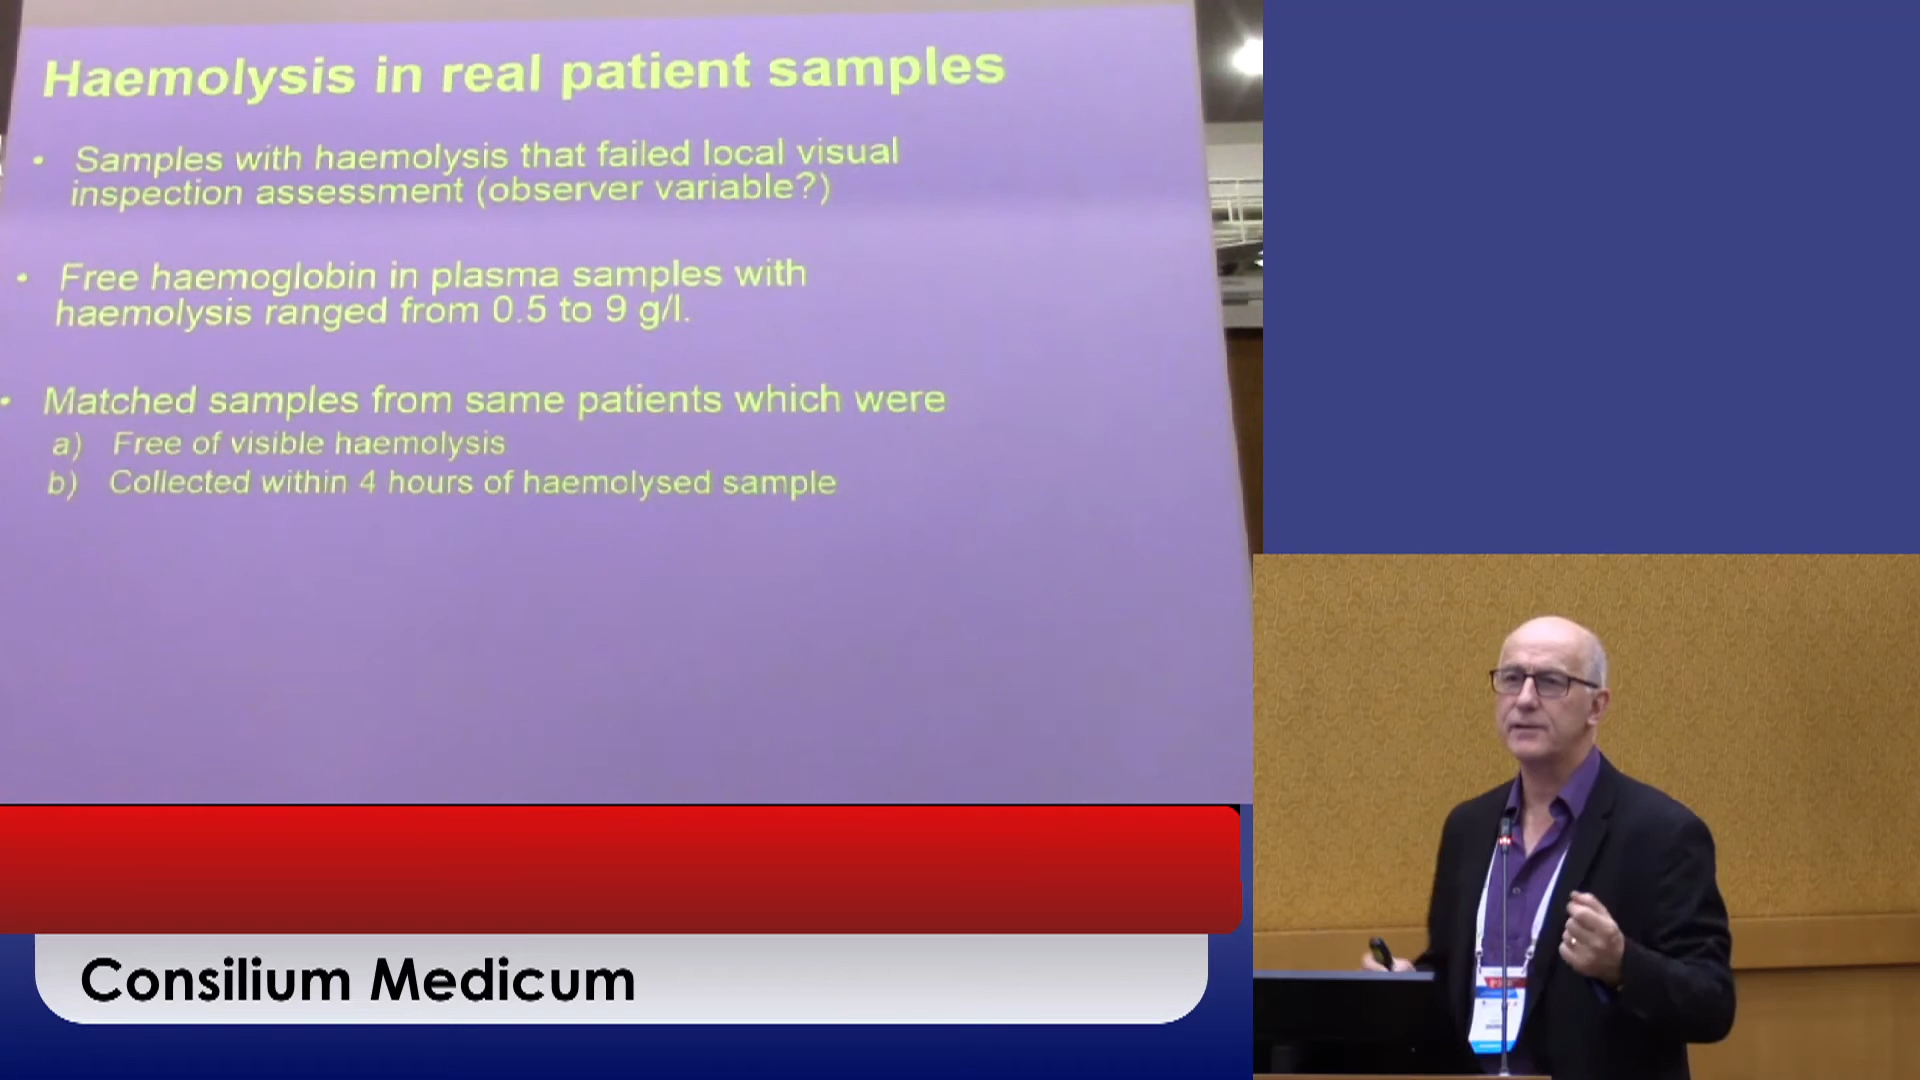 Haemolysis in real patient samples
• Samples with haemolysis that failed local visual
inspection assessment (observer variable?)
• Free haemoglobin in plasma samples with
haemolysis ranged from 0.5 to 9 g/l.
• Matched samples from same patients which were
a) Free of visible haemolysis
b) Collected within 4 hours of haemolysed sample
Consilium Medicum